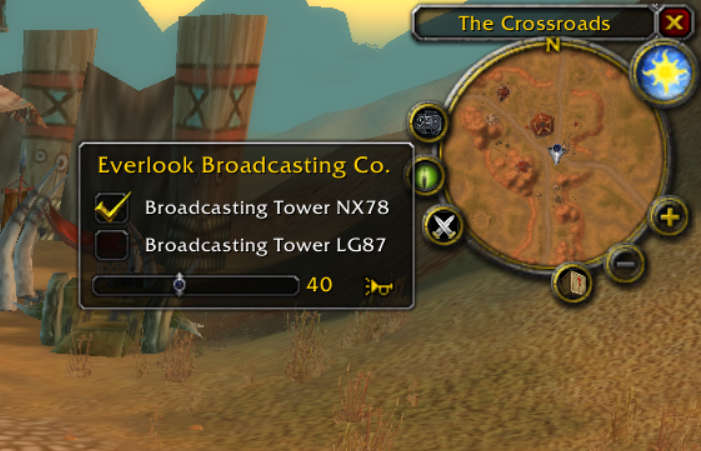 The Crossroads
N
Everlook Broadcasting Co.
Broadcasting Tower NX78
Broadcasting Tower LG87
40